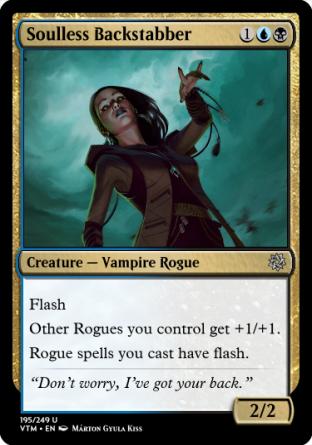 Soulless Backstabber 1
Creature — Vampire Rogue
Flash
Other Rogues you control get +1/+1.
Rogue spells you cast have flash.
“Don’t worry, I’ve got your back.”
2/2
195/249 U
VTM • EN Márton Gyula Kiss